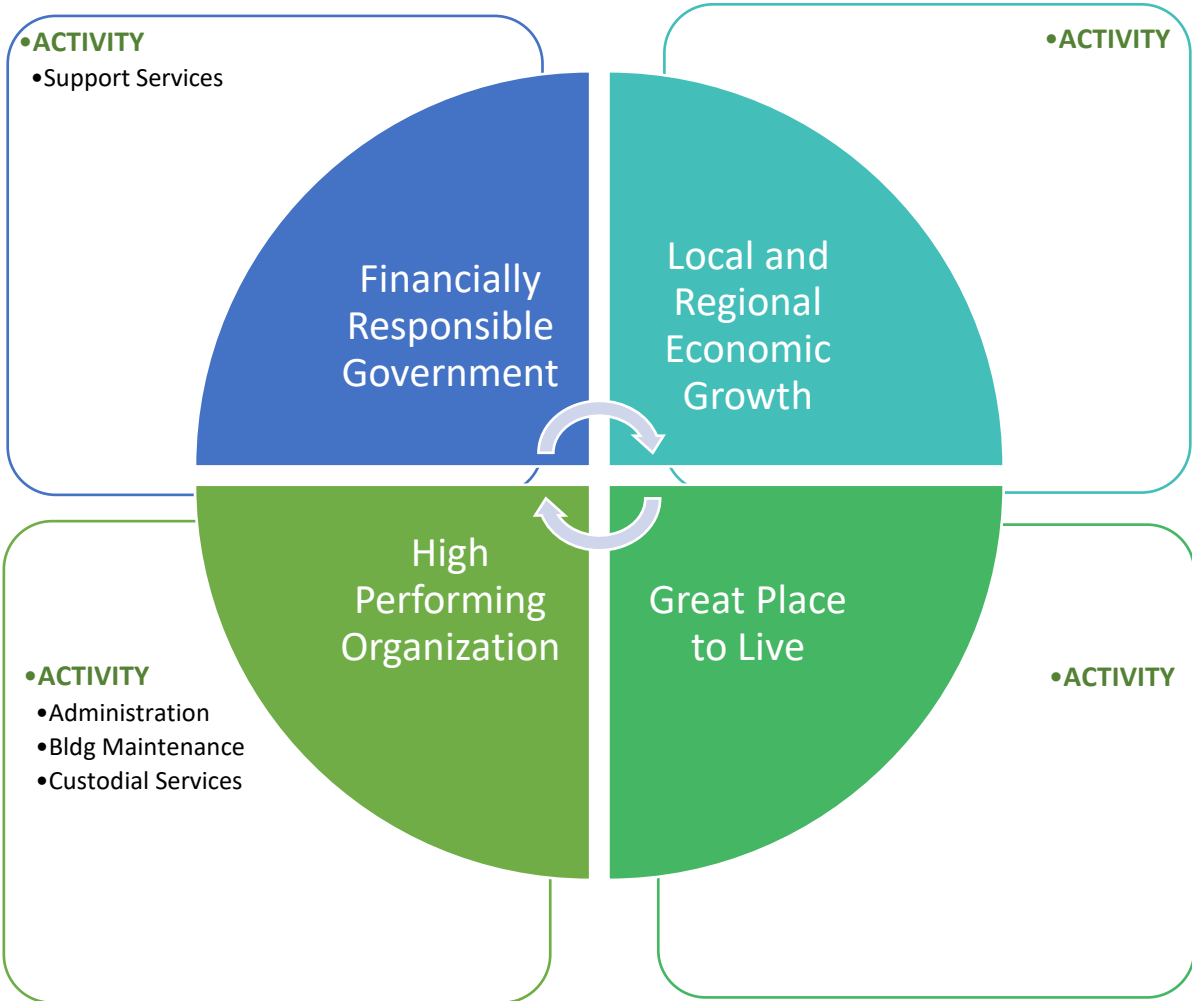 •ACTIVITY
•Support Services
•ACTIVITY
Financially
Responsible
Government
Local and
Regional
Economic
Growth
High
Performing
Organization
Great Place
to Live
•ACTIVITY
•Administration
•Bldg Maintenance
•Custodial Services
•ACTIVITY